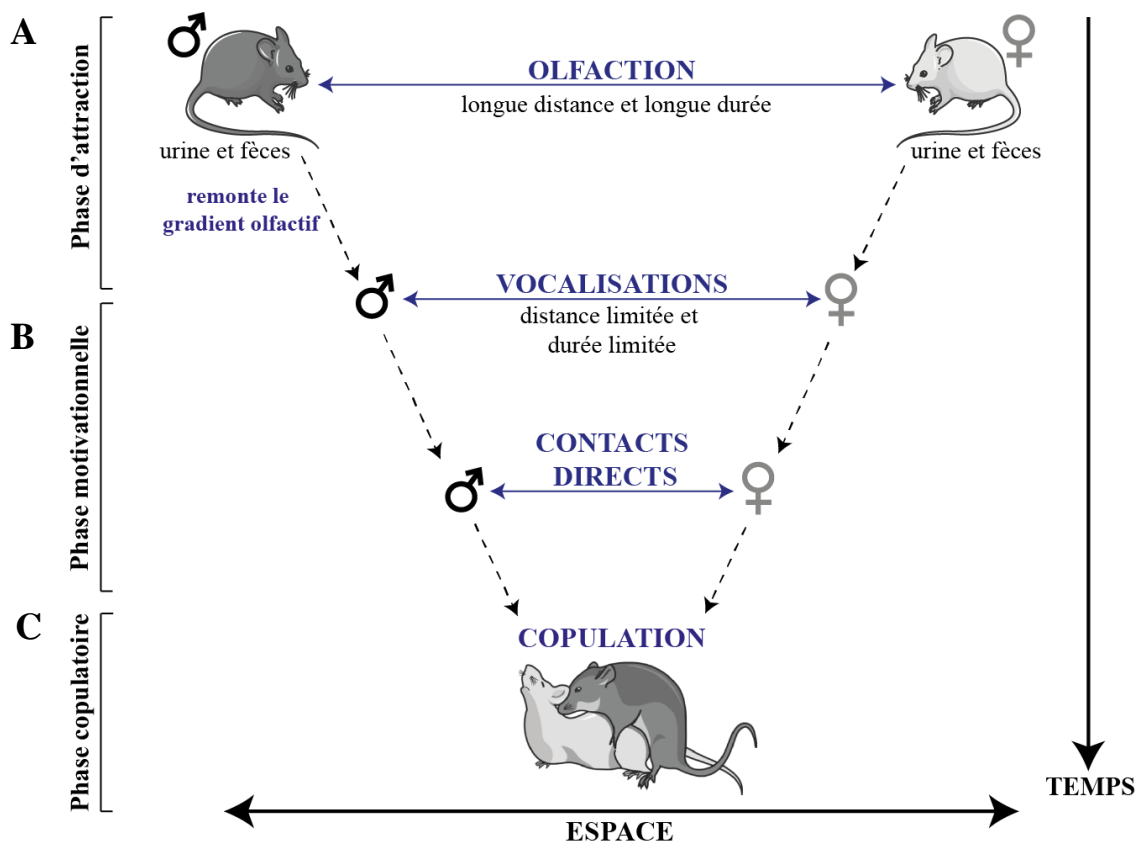 A
Phase d'attraction
OLFACTION
longue distance et longue durée
urine et fèces
urine et fèces
remonte le
gradient olfactif
VOCALISATIONS
distance limitée et
durée limitée
B
Phase motivationnelle
CONTACTS
DIRECTS
C
Phase copulatoire
COPULATION
TEMPS
ESPACE